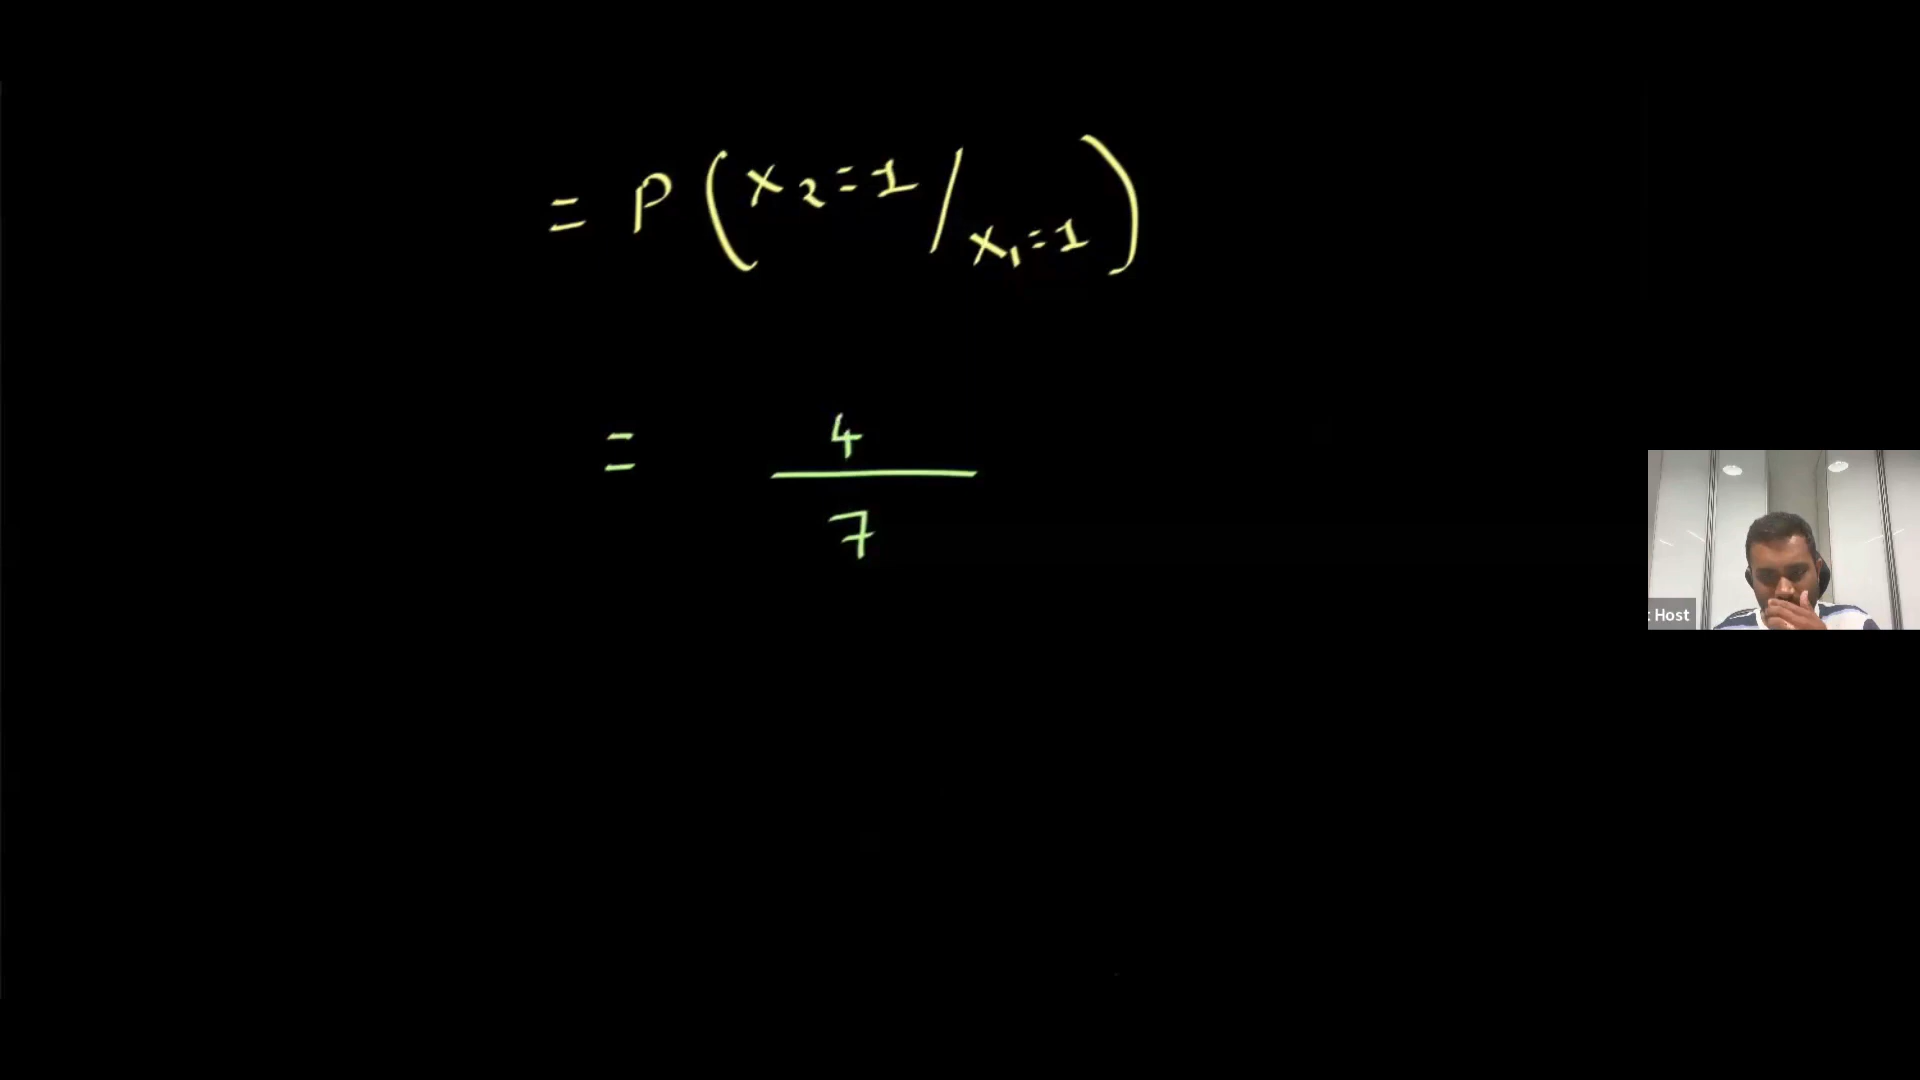 = P(x₂=1/x₁=1)
= 4/7
: Host